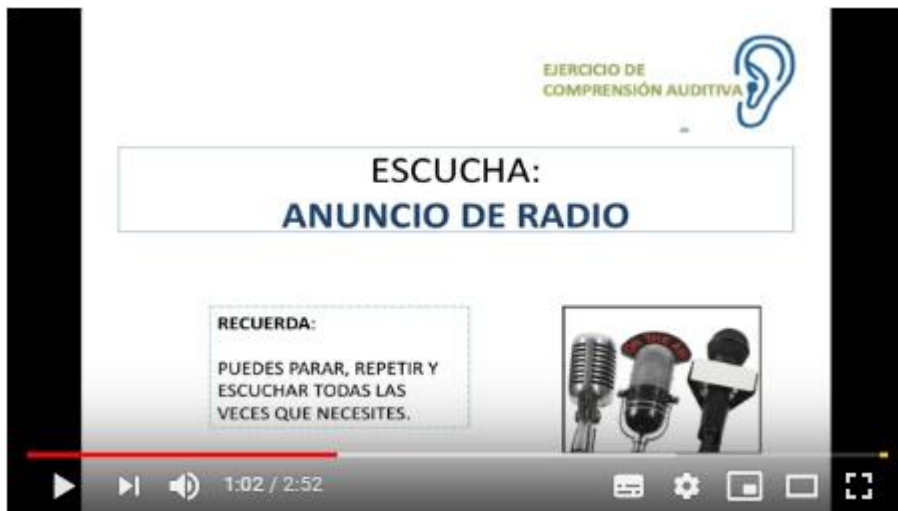 EJERCICIO DE
COMPRENSIÓN AUDITIVA
ESCUCHA:
ANUNCIO DE RADIO
RECUERDA:
PUEDES PARAR, REPETIR Y
ESCUCHAR TODAS LAS
VECES QUE NECESITES.
ON THE AIR
1:02 / 2:52